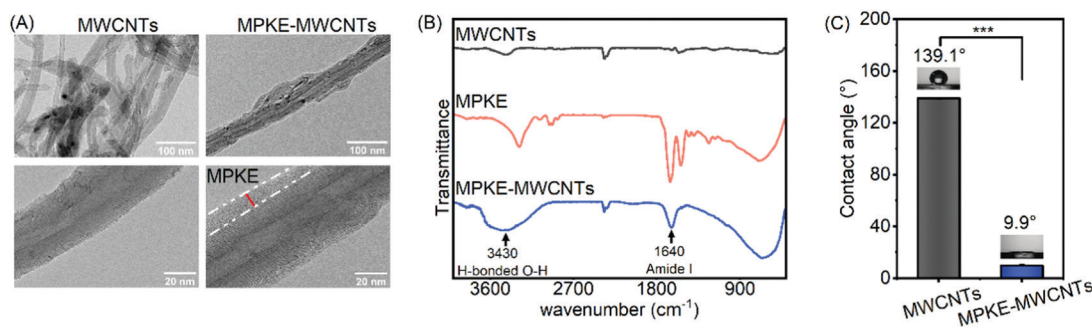 (A)
MWCNTs
MPKE-MWCNTs
100 nm
100 nm
MPKE
20 nm
20 nm
(B)
MWCNTs
MPKE
MPKE-MWCNTs
3430
H-bonded O-H
1640
Amide I
Transmittance
3600 2700 1800 900
wavenumber (cm⁻¹)
(C)
200
160
120
80
40
0
Contact angle (°)
139.1°
***
9.9°
MWCNTs
MPKE-MWCNTs